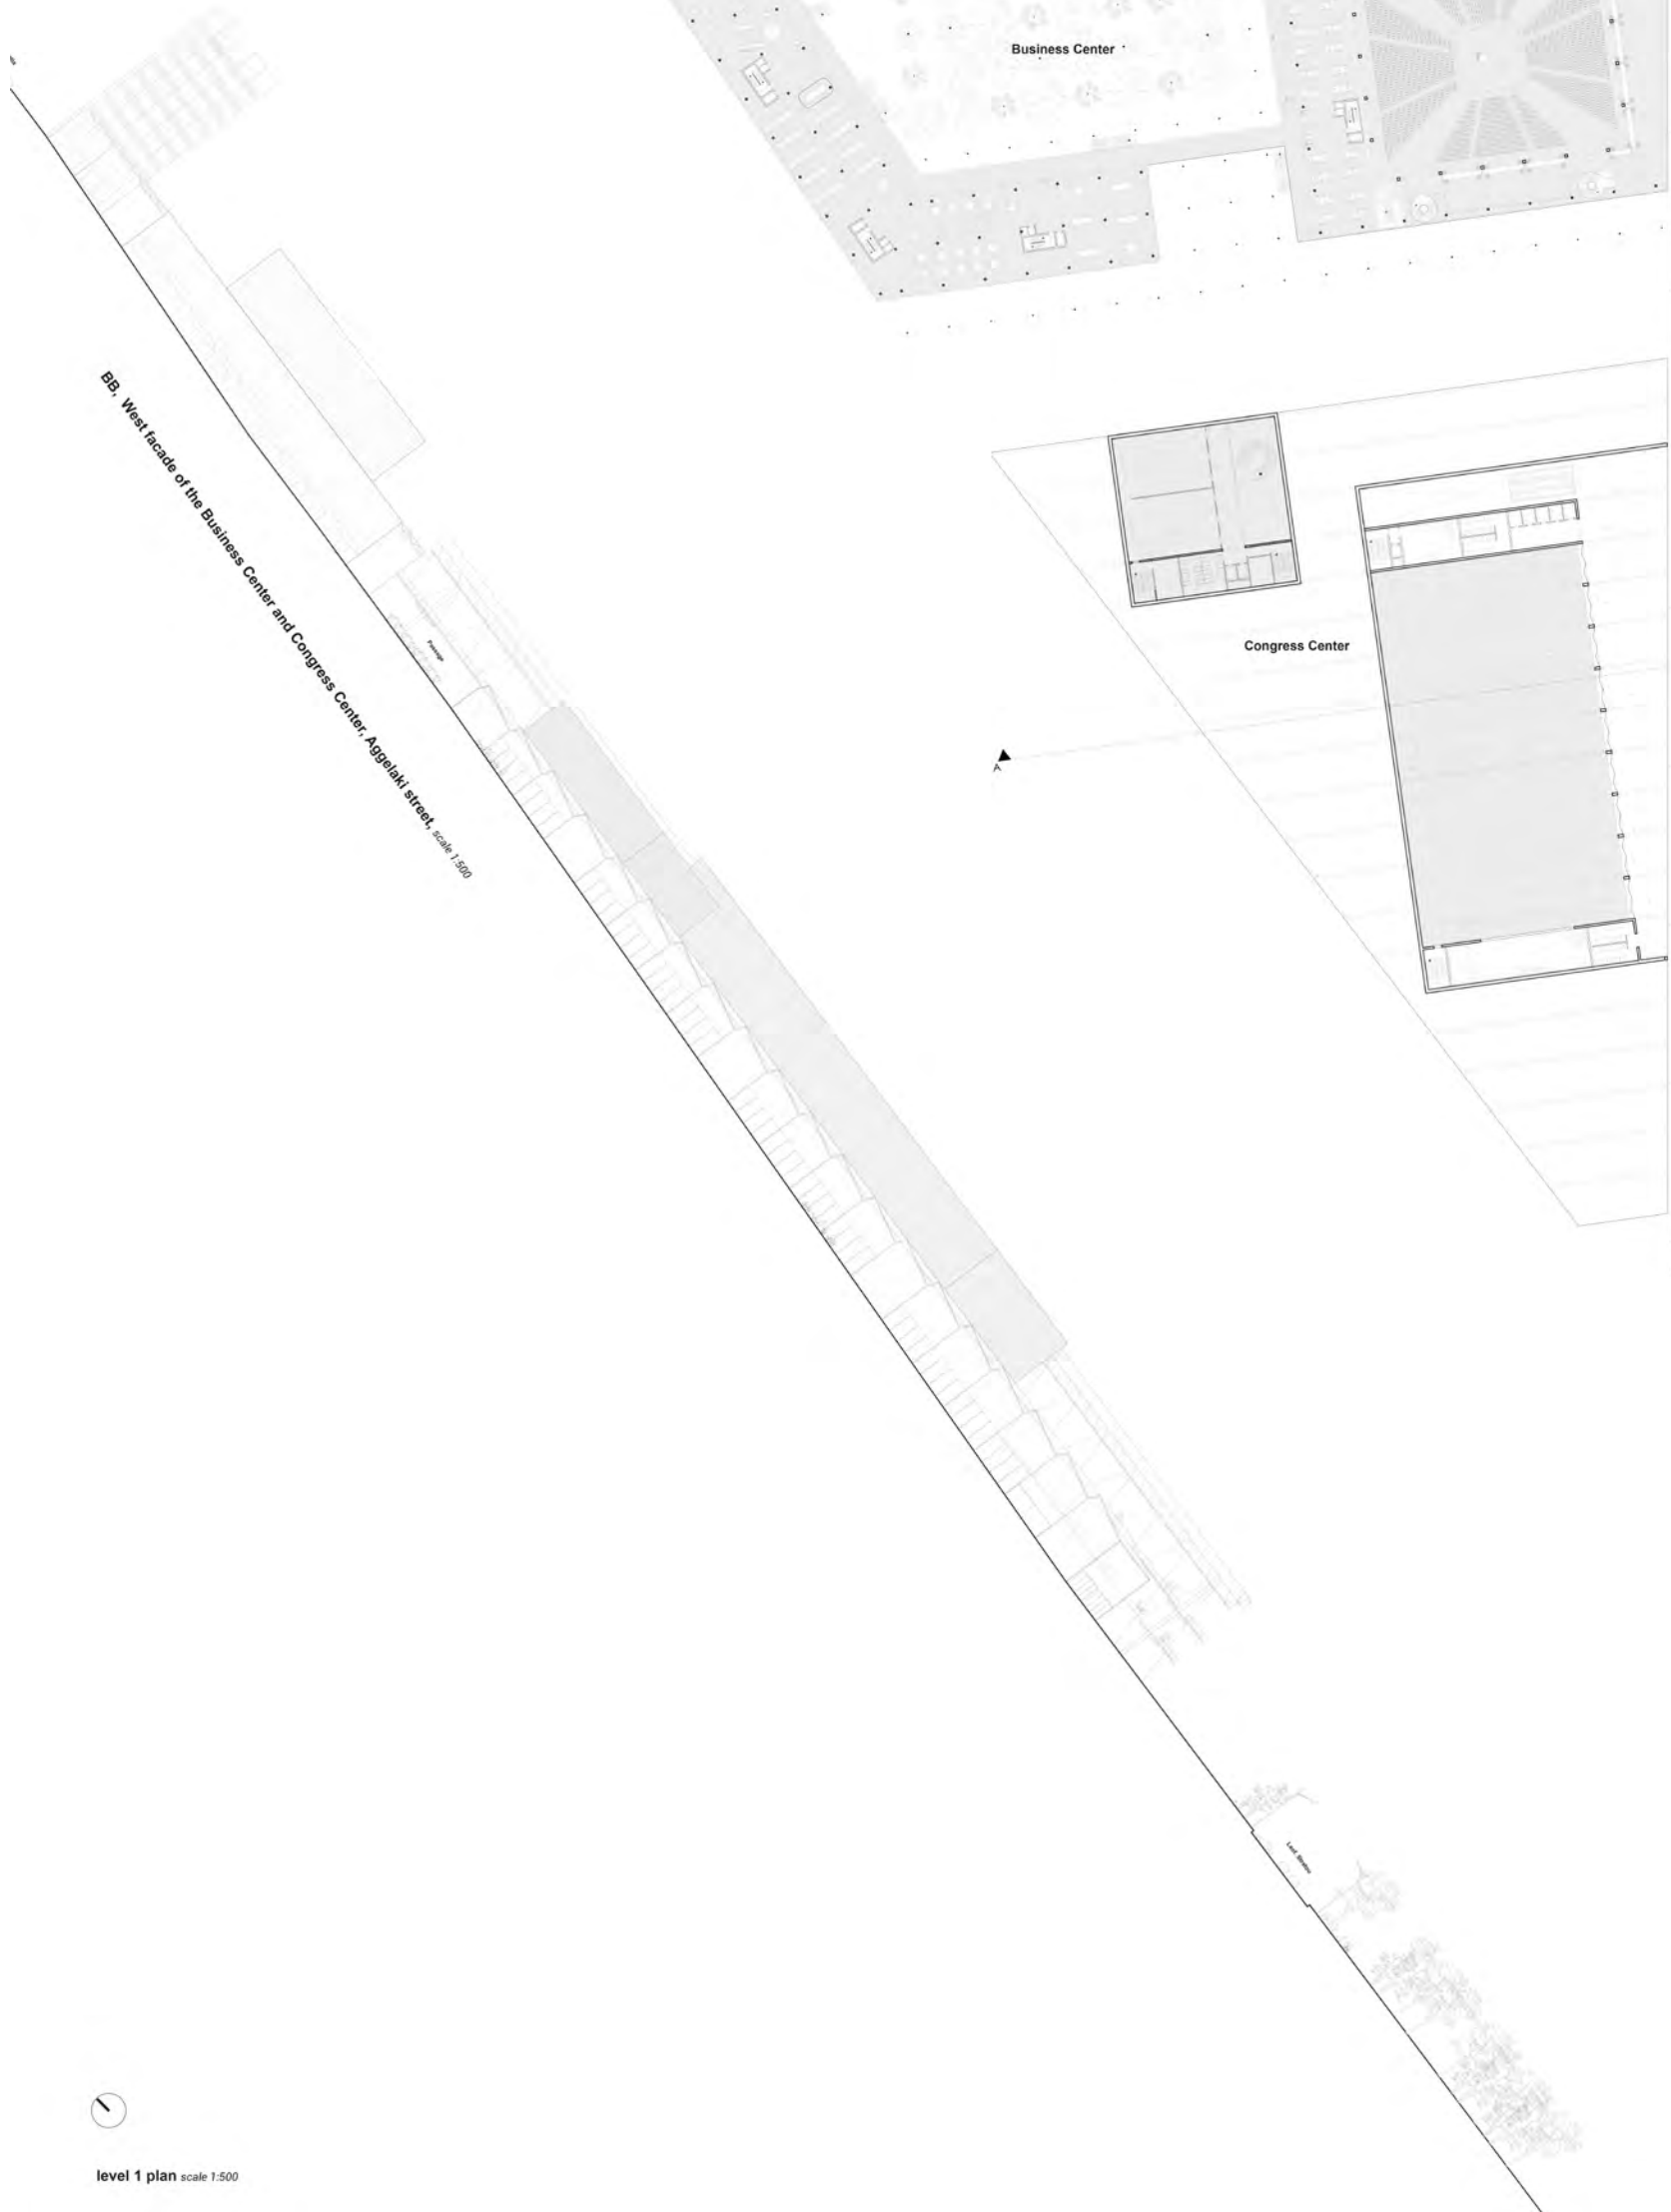 Business Center
BB, West facade of the Business Center and Congress Center, Aggelaki street, scale 1:500
Passage
Congress Center
A
level 1 plan scale 1:500